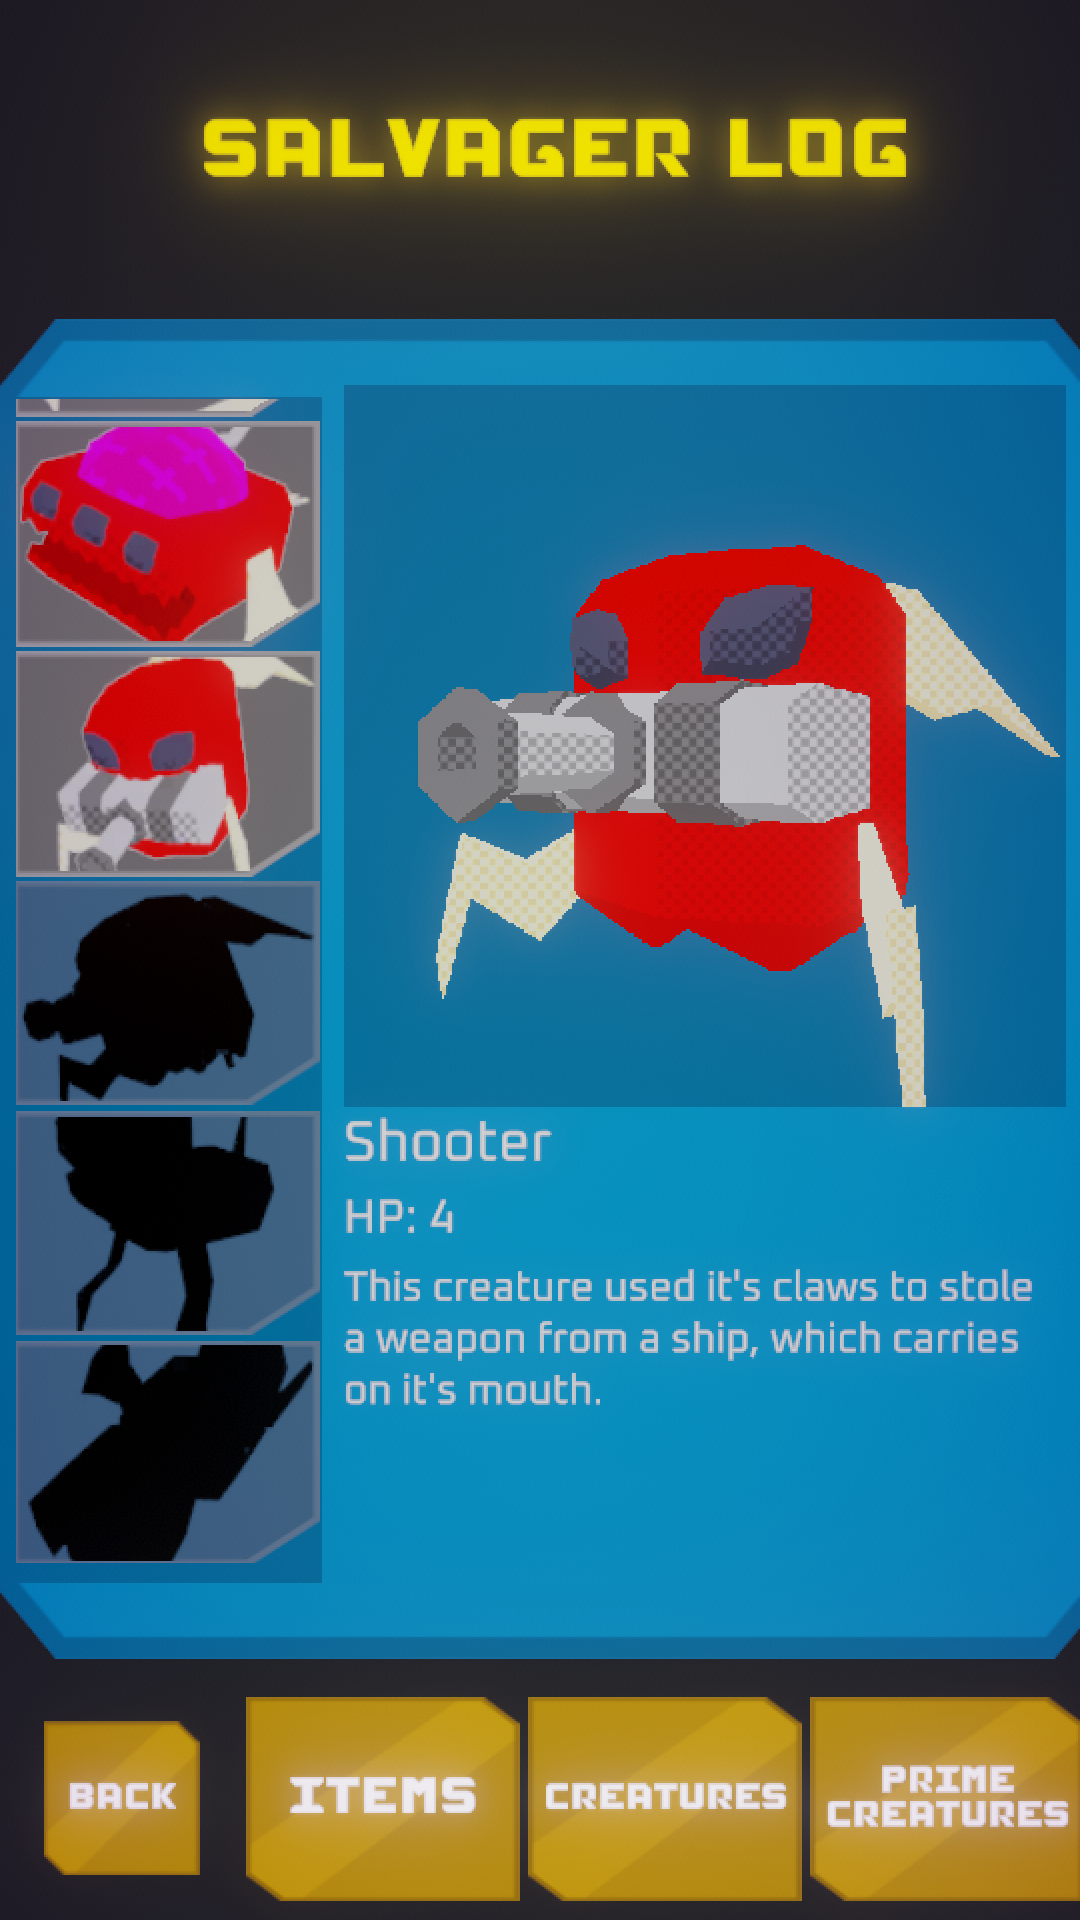 SALVAGER LOG
Shooter
HP: 4
This creature used it's claws to stole
a weapon from a ship, which carries
on it's mouth.
BACK
ITEMS
CREATURES
PRIME
CREATURES